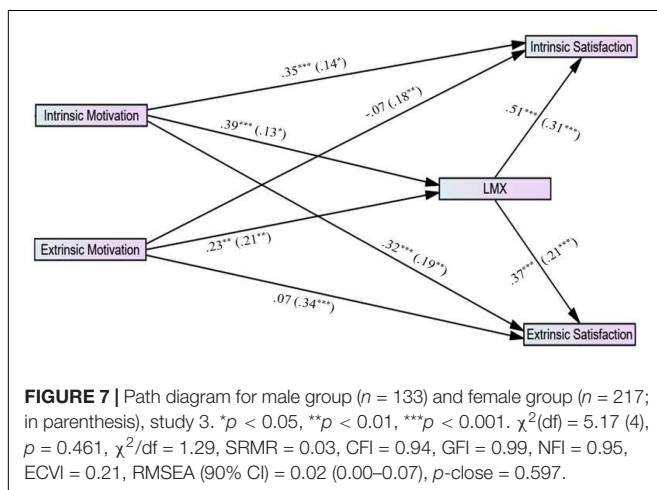 Intrinsic Satisfaction
.35*** (.14*)
-.07 (.18**)
Intrinsic Motivation
.39*** (.13*)
.51*** (.31***)
LMX
Extrinsic Motivation
.23** (.21**)
.32*** (.19**)
.37*** (.21***)
.07 (.34***)
Extrinsic Satisfaction
FIGURE 7 | Path diagram for male group (n = 133) and female group (n = 217;
in parenthesis), study 3. *p < 0.05, **p < 0.01, ***p < 0.001. χ²(df) = 5.17 (4),
p = 0.461, χ²/df = 1.29, SRMR = 0.03, CFI = 0.94, GFI = 0.99, NFI = 0.95,
ECVI = 0.21, RMSEA (90% CI) = 0.02 (0.00–0.07), p-close = 0.597.